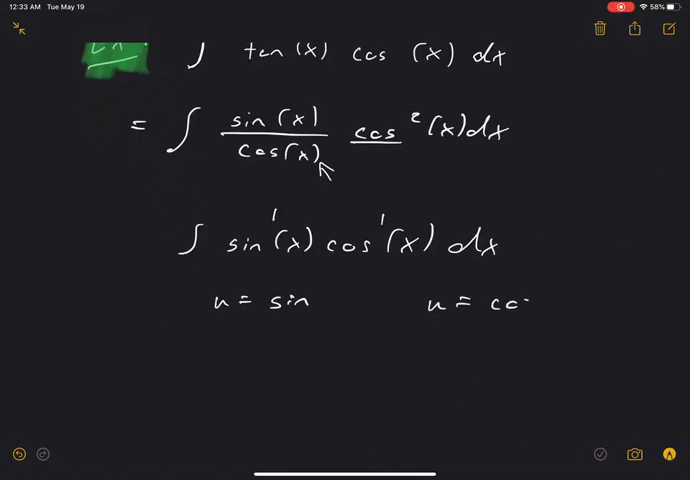 12:33 AM Tue May 19 58%
Ex. ∫ tan(x) cos (x) dx
= ∫ sin(x)/cos(x) cos²(x)dx
∫ sin¹(x) cos¹(x) dx
u = sin u = co